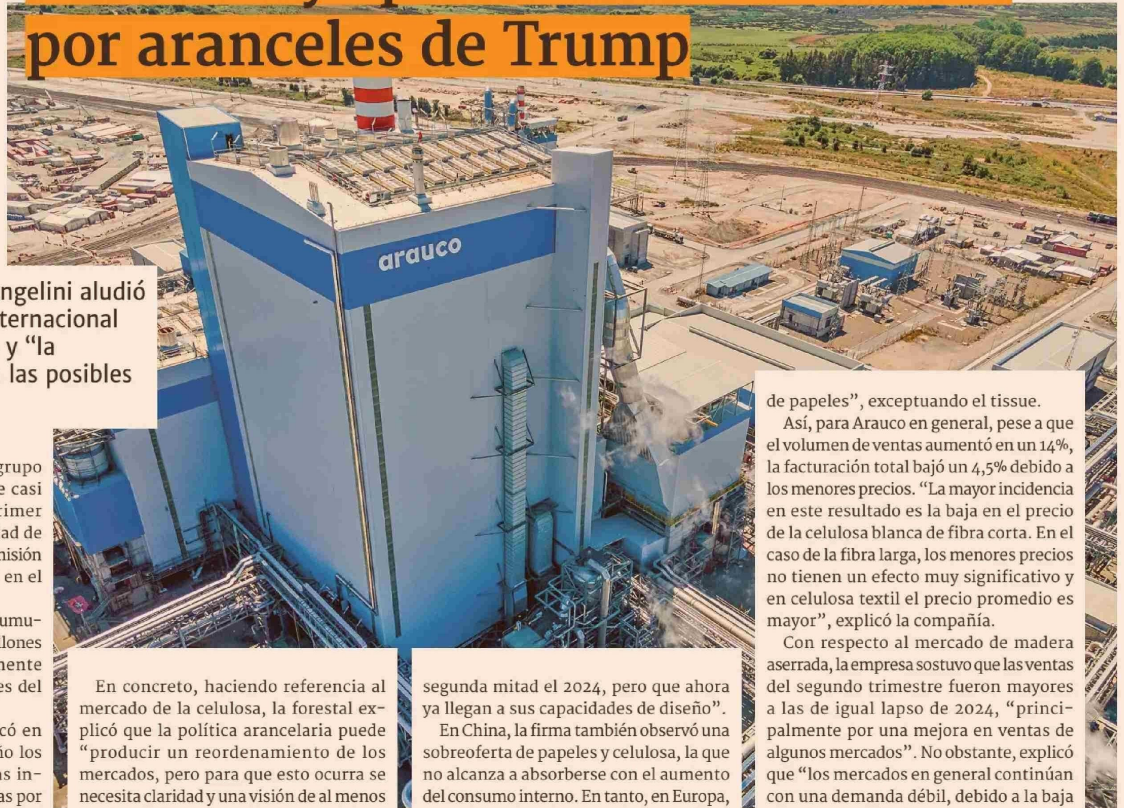 por aranceles de Trump
arauco
ngelini aludió
ternacional
y “la
las posibles
grupo
e casi
rimer
ad de
misión
en el
umu-
llones
mente
es del
có en
ño los
as in-
as por
En concreto, haciendo referencia al
mercado de la celulosa, la forestal ex-
plicó que la política arancelaria puede
“producir un reordenamiento de los
mercados, pero para que esto ocurra se
necesita claridad y una visión de al menos
segunda mitad el 2024, pero que ahora
ya llegan a sus capacidades de diseño”.
En China, la firma también observó una
sobreoferta de papeles y celulosa, la que
no alcanza a absorberse con el aumento
del consumo interno. En tanto, en Europa,
de papeles”, exceptuando el tissue.
Así, para Arauco en general, pese a que
el volumen de ventas aumentó en un 14%,
la facturación total bajó un 4,5% debido a
los menores precios. “La mayor incidencia
en este resultado es la baja en el precio
de la celulosa blanca de fibra corta. En el
caso de la fibra larga, los menores precios
no tienen un efecto muy significativo y
en celulosa textil el precio promedio es
mayor”, explicó la compañía.
Con respecto al mercado de madera
aserrada, la empresa sostuvo que las ventas
del segundo trimestre fueron mayores
a las de igual lapso de 2024, “princi-
palmente por una mejora en ventas de
algunos mercados”. No obstante, explicó
que “los mercados en general continúan
con una demanda débil, debido a la baja